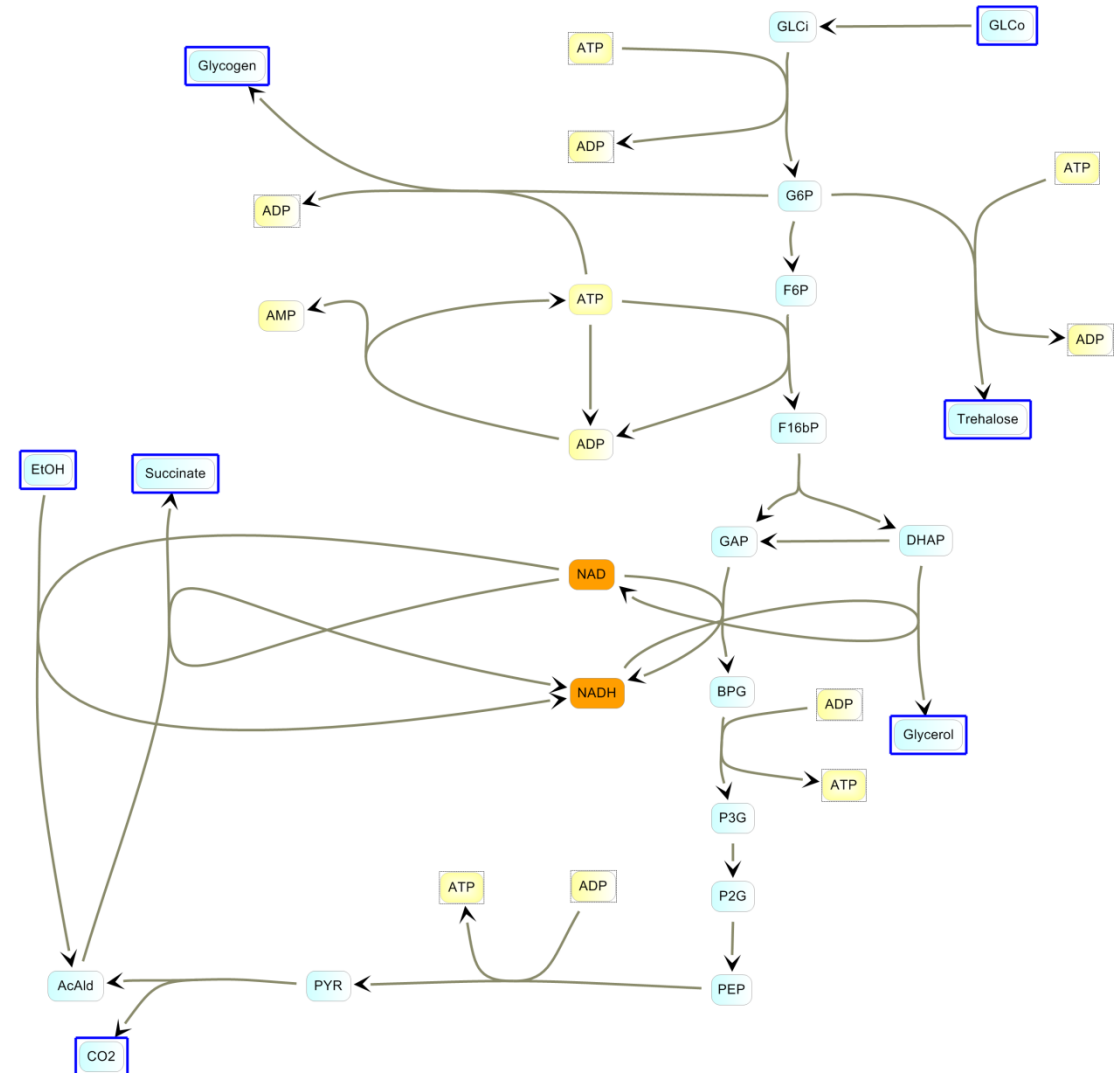 GLCi
GLCo
ATP
Glycogen
ADP
ATP
G6P
ADP
F6P
ATP
AMP
ADP
Trehalose
F16bP
ADP
EtOH
Succinate
GAP
DHAP
NAD
BPG
NADH
ADP
Glycerol
ATP
P3G
ATP
ADP
P2G
AcAld
PYR
PEP
CO2